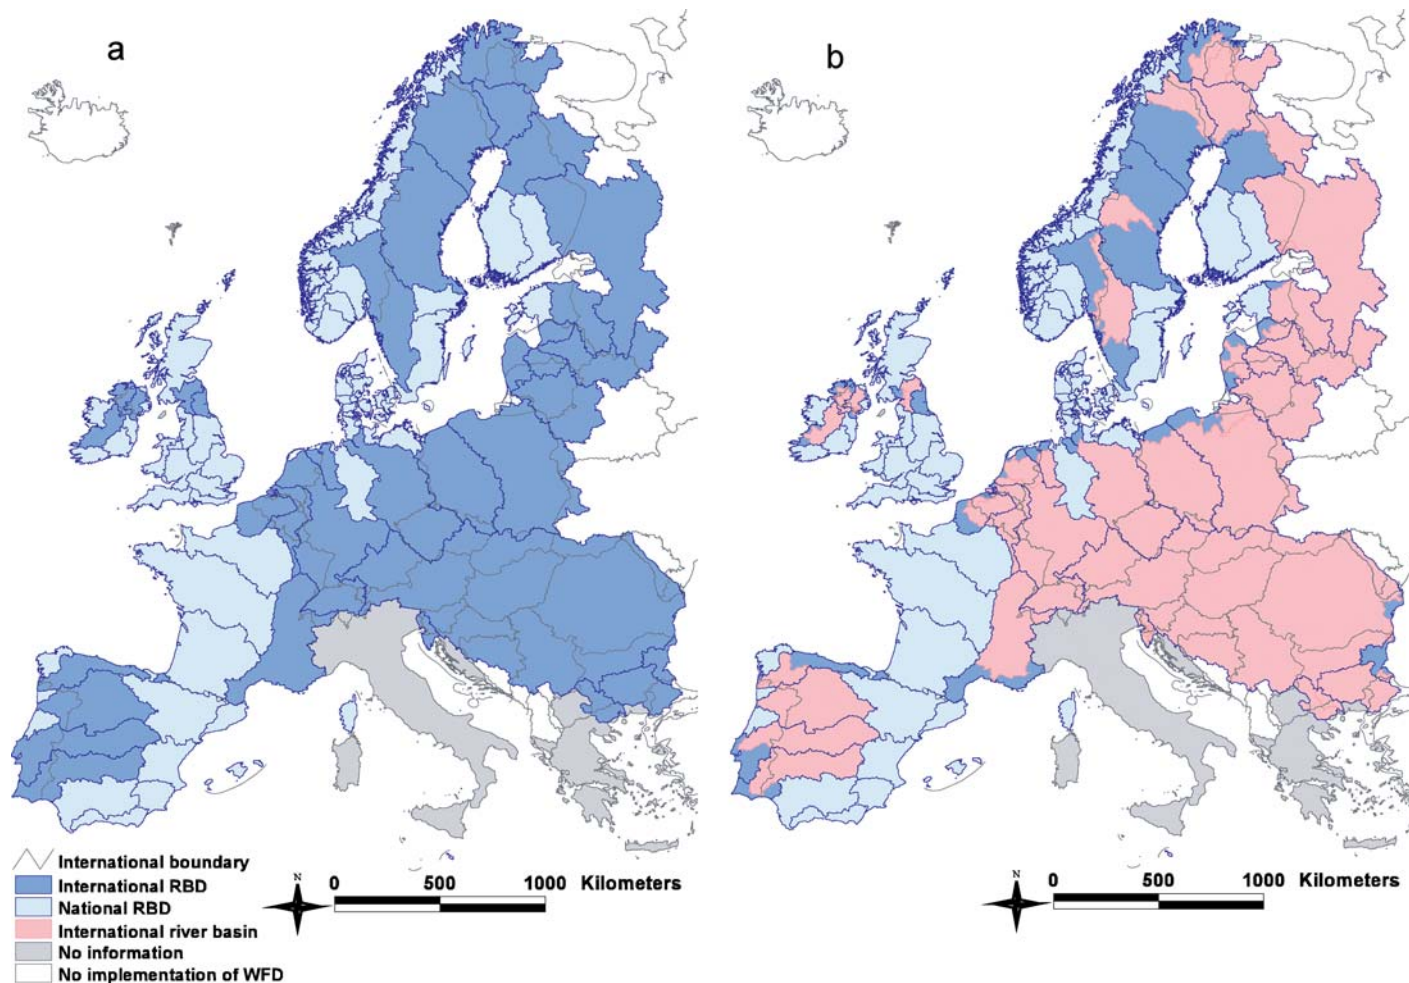 a
b
International boundary
International RBD
National RBD
International river basin
No information
No implementation of WFD
N
0 500 1000 Kilometers
N
0 500 1000 Kilometers